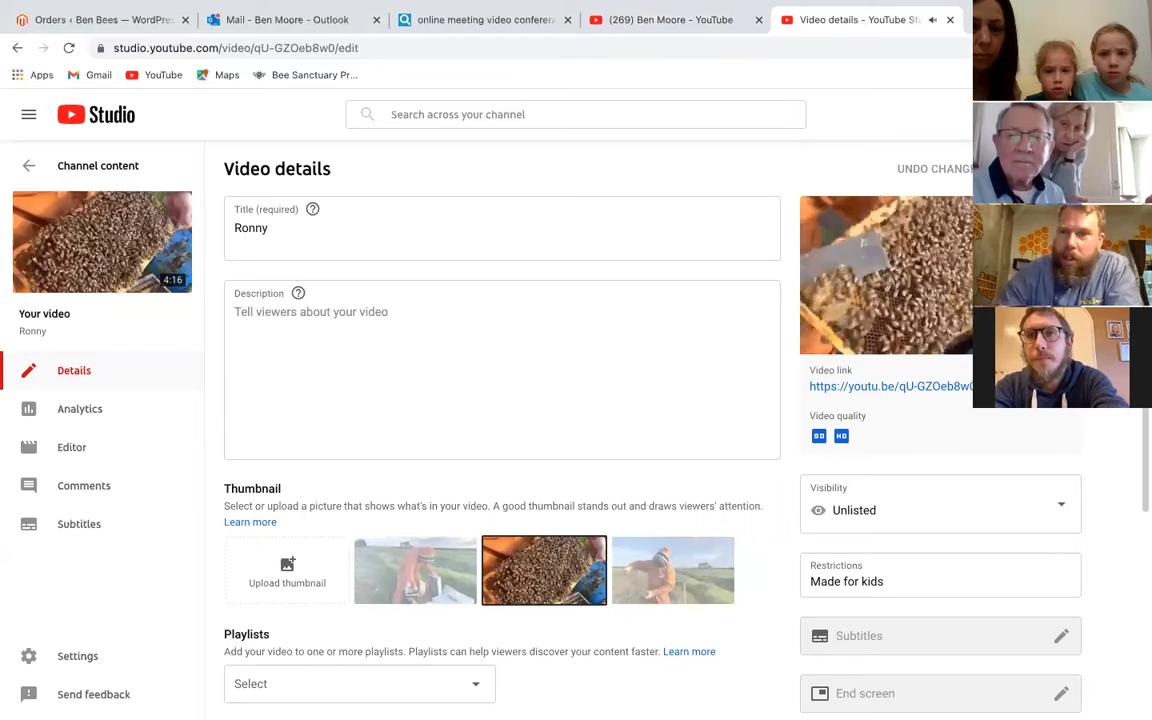 Orders ‹ Ben Bees — WordPre
Mail - Ben Moore - Outlook
online meeting video conferen
(269) Ben Moore - YouTube
Video details - YouTube Stu
studio.youtube.com/video/qU-GZOeb8w0/edit
Apps
Gmail
YouTube
Maps
Bee Sanctuary Pr...
Studio
Search across your channel
Channel content
Video details
UNDO CHANG
4:16
Your video
Ronny
Title (required)
Ronny
Description
Tell viewers about your video
Details
Analytics
Editor
Comments
Subtitles
Settings
Send feedback
Thumbnail
Select or upload a picture that shows what's in your video. A good thumbnail stands out and draws viewers' attention.
Learn more
Upload thumbnail
Playlists
Add your video to one or more playlists. Playlists can help viewers discover your content faster. Learn more
Select
Video link
https://youtu.be/qU-GZOeb8w0
Video quality
SD HD
Visibility
Unlisted
Restrictions
Made for kids
Subtitles
End screen